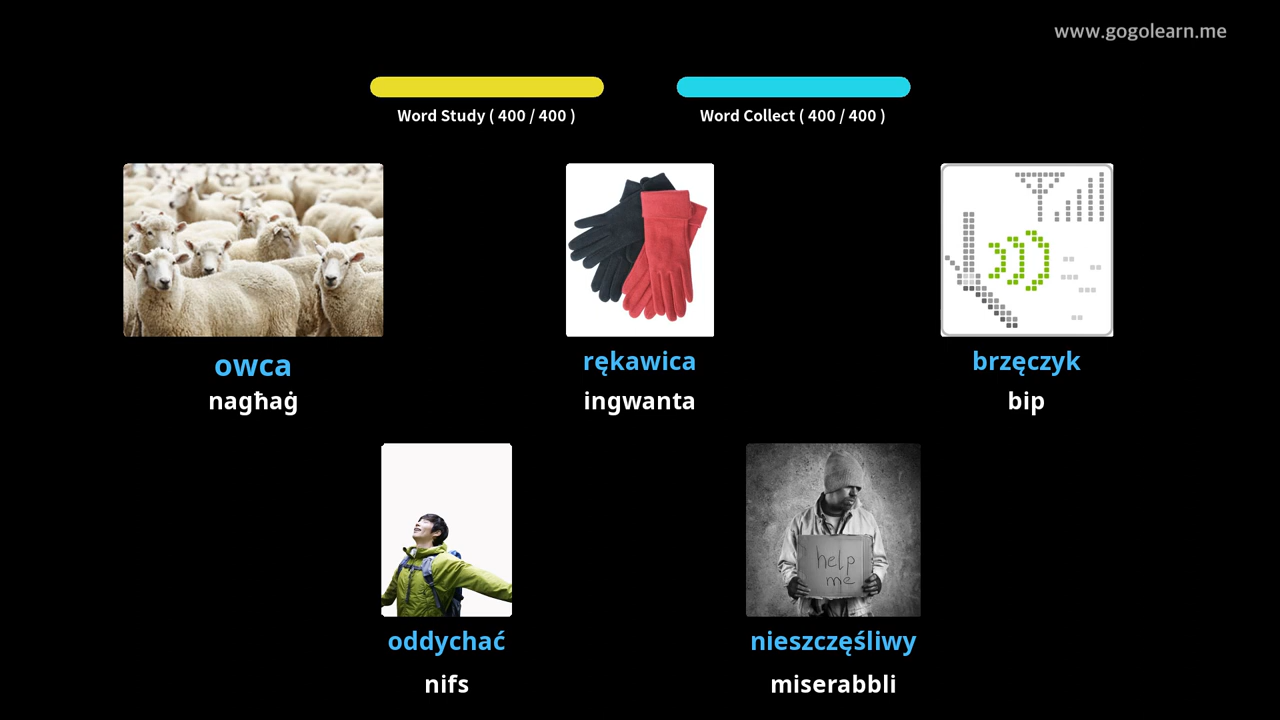 www.gogolearn.me
Word Study ( 400 / 400 )
Word Collect ( 400 / 400 )
owca
nagħaġ
rękawica
ingwanta
brzęczyk
bip
oddychać
nifs
help
me
nieszczęśliwy
miserabbli